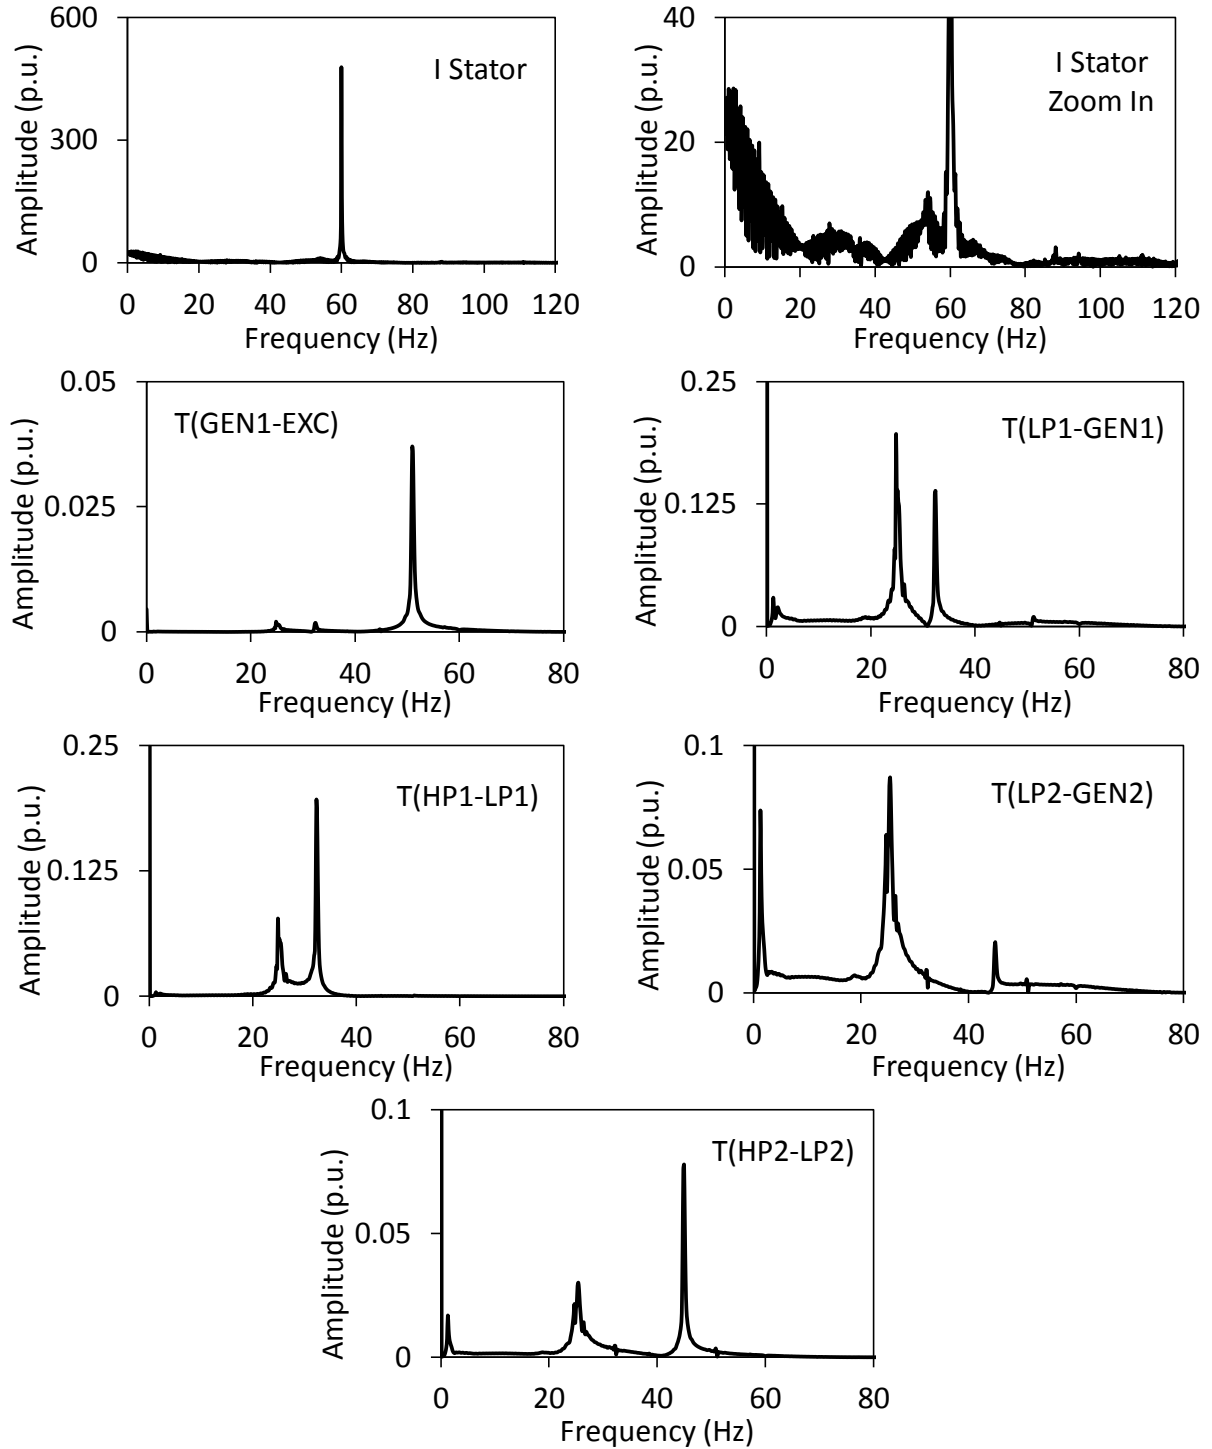 600
300
0
0 20 40 60 80 100 120
Amplitude (p.u.)
Frequency (Hz)
I Stator
40
20
0
0 20 40 60 80 100 120
Amplitude (p.u.)
Frequency (Hz)
I Stator
Zoom In
0.05
0.025
0
0 20 40 60 80
Amplitude (p.u.)
Frequency (Hz)
T(GEN1-EXC)
0.25
0.125
0
0 20 40 60 80
Amplitude (p.u.)
Frequency (Hz)
T(LP1-GEN1)
0.25
0.125
0
0 20 40 60 80
Amplitude (p.u.)
Frequency (Hz)
T(HP1-LP1)
0.1
0.05
0
0 20 40 60 80
Amplitude (p.u.)
Frequency (Hz)
T(LP2-GEN2)
0.1
0.05
0
0 20 40 60 80
Amplitude (p.u.)
Frequency (Hz)
T(HP2-LP2)